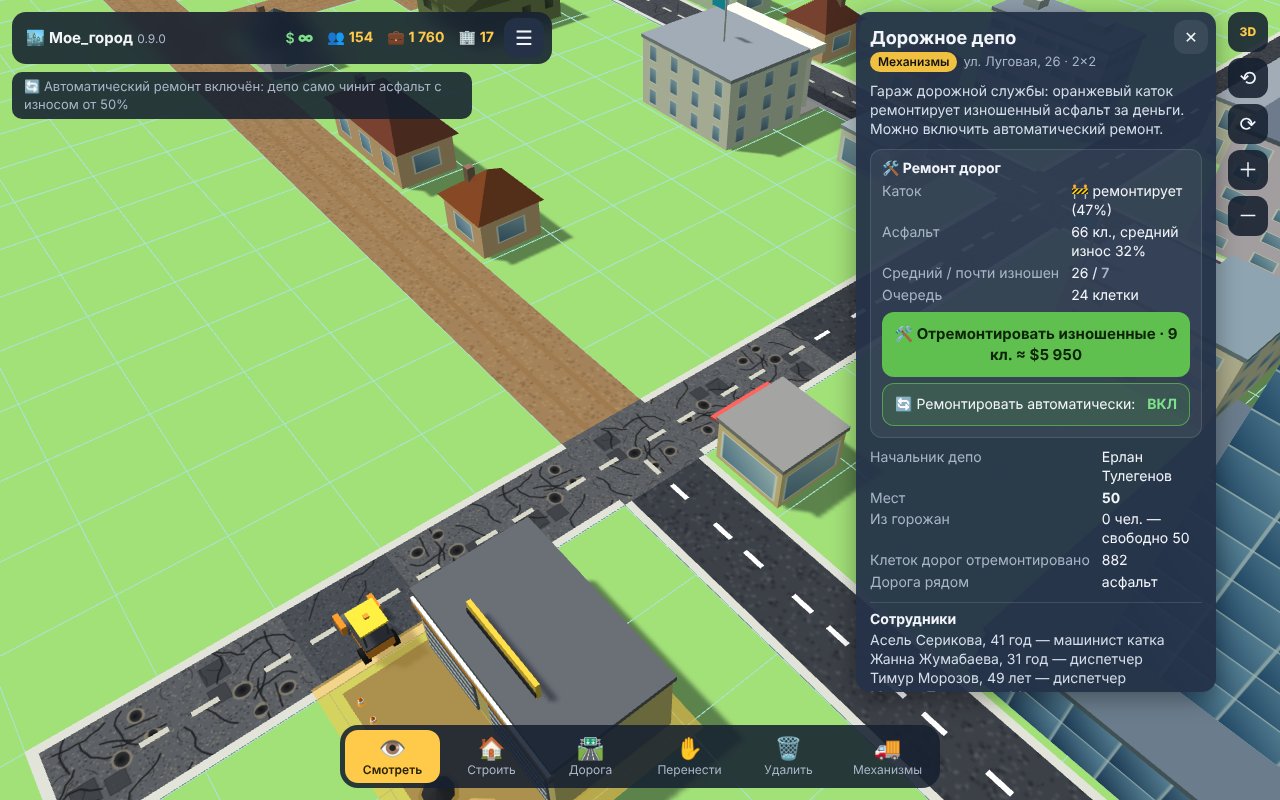 Мое_город 0.9.0
$ ∞ 154 1 760 17
Автоматический ремонт включён: депо само чинит асфальт с
износом от 50%
Дорожное депо
Механизмы ул. Луговая, 26 · 2×2
Гараж дорожной службы: оранжевый каток
ремонтирует изношенный асфальт за деньги.
Можно включить автоматический ремонт.
Ремонт дорог
Каток ремонтирует
(47%)
Асфальт 66 кл., средний
износ 32%
Средний / почти изношен 26 / 7
Очередь 24 клетки
Отремонтировать изношенные · 9
кл. ≈ $5 950
Ремонтировать автоматически: ВКЛ
Начальник депо Ерлан
Тулегенов
Мест 50
Из горожан 0 чел. —
свободно 50
Клеток дорог отремонтировано 882
Дорога рядом асфальт
Сотрудники
Асель Серикова, 41 год — машинист катка
Жанна Жумабаева, 31 год — диспетчер
Тимур Морозов, 49 лет — диспетчер
3D
Смотреть
Строить
Дорога
Перенести
Удалить
Механизмы